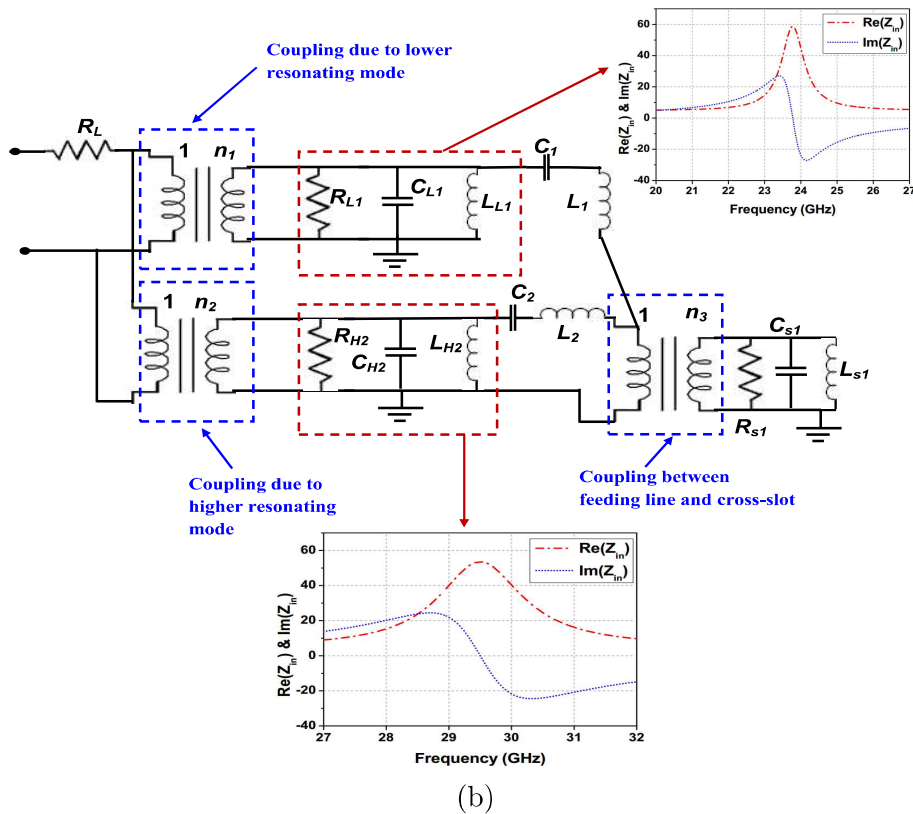 Coupling due to lower
resonating mode
R_L
1 n_1
R_L1
C_L1
L_L1
C_1
L_1
Re(Z_in) & Im(Z_in)
60
40
20
0
-20
-40
20 21 22 23 24 25 26 27
Frequency (GHz)
Re(Z_in)
Im(Z_in)
1 n_2
R_H2
C_H2
L_H2
C_2
L_2
1 n_3
C_s1
L_s1
R_s1
Coupling due to
higher resonating
mode
Coupling between
feeding line and cross-slot
Re(Z_in) & Im(Z_in)
60
40
20
0
-20
-40
27 28 29 30 31 32
Frequency (GHz)
Re(Z_in)
Im(Z_in)
(b)